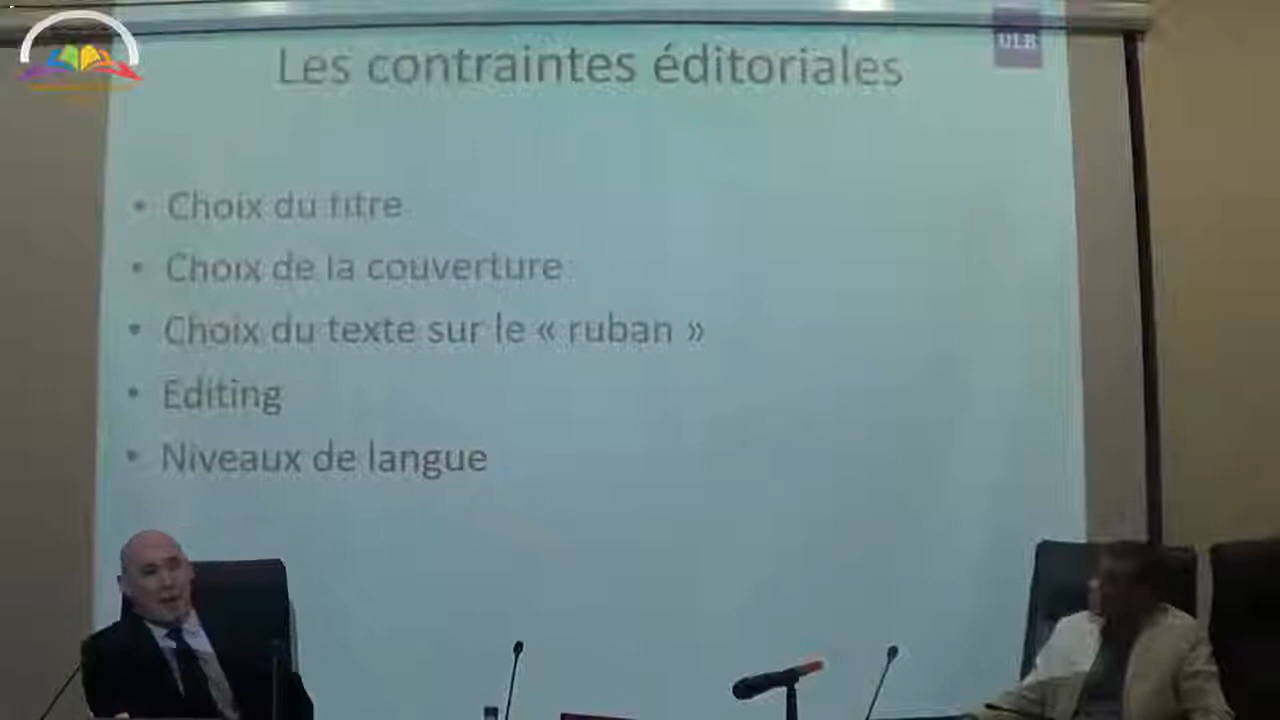 Les contraintes éditoriales
ULB
• Choix du titre
• Choix de la couverture
• Choix du texte sur le « ruban »
• Editing
• Niveaux de langue